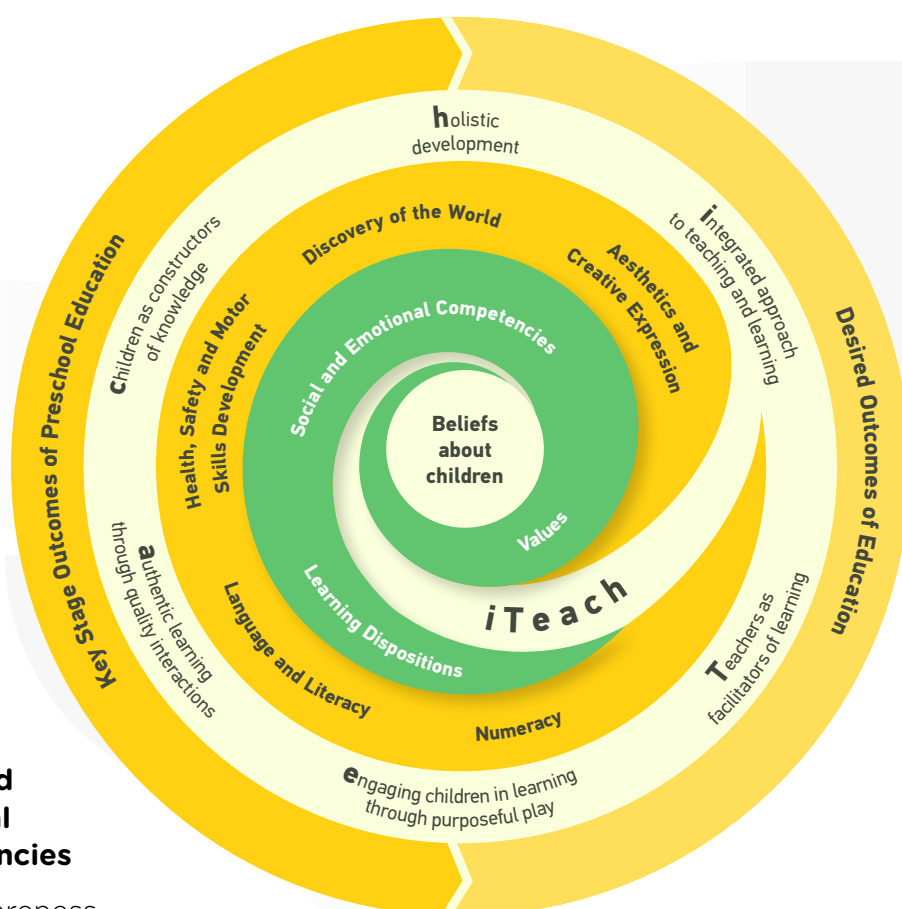 holistic
development
integrated approach
to teaching and learning
Teachers as
facilitators of learning
engaging children in learning
through purposeful play
authentic learning
through quality interactions
Children as constructors
of knowledge
Key Stage Outcomes of Preschool Education
Desired Outcomes of Education
Discovery of the World
Aesthetics and
Creative Expression
Health, Safety and Motor
Skills Development
Language and Literacy
Numeracy
Social and Emotional Competencies
Learning Dispositions
Values
Beliefs
about
children
iTeach